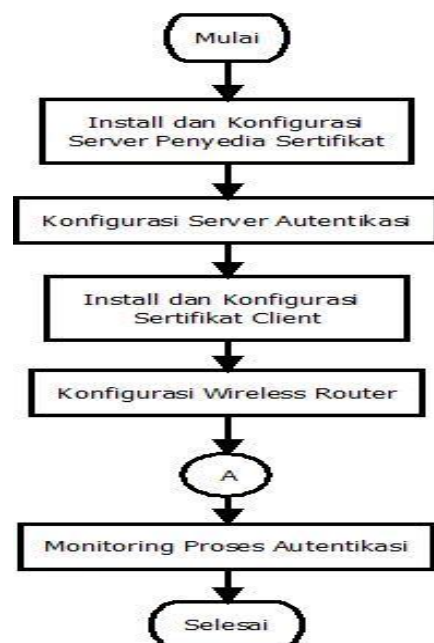 Mulai
Install dan Konfigurasi
Server Penyedia Sertifikat
Konfigurasi Server Autentikasi
Install dan Konfigurasi
Sertifikat Client
Konfigurasi Wireless Router
A
Monitoring Proses Autentikasi
Selesai